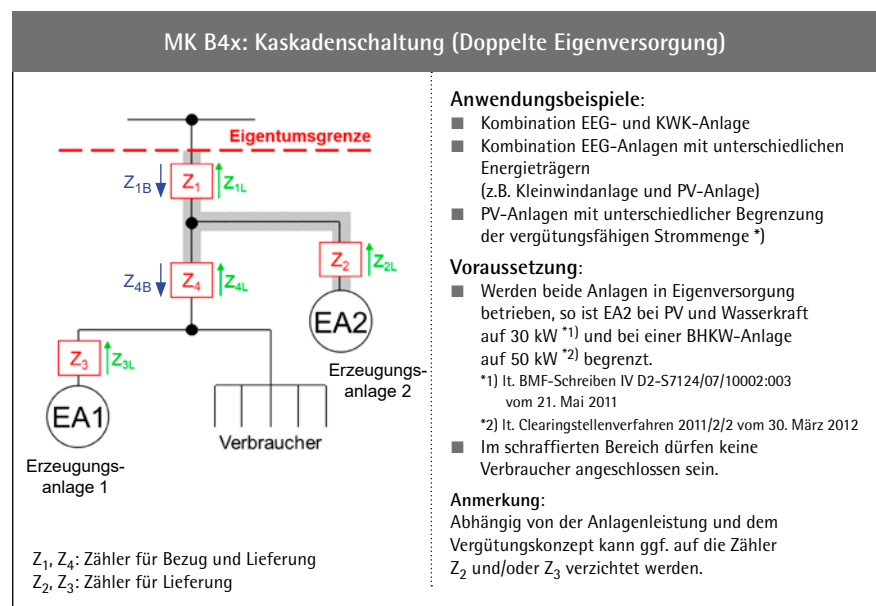 MK B4x: Kaskadenschaltung (Doppelte Eigenversorgung)
Eigentumsgrenze
Z1B
Z1
Z1L
Z4B
Z4
Z4L
Z2
Z2L
EA2
Erzeugungs-
anlage 2
Z3
Z3L
EA1
Erzeugungs-
anlage 1
Verbraucher
Z1, Z4: Zähler für Bezug und Lieferung
Z2, Z3: Zähler für Lieferung
Anwendungsbeispiele:
■ Kombination EEG- und KWK-Anlage
■ Kombination EEG-Anlagen mit unterschiedlichen
Energieträgern
(z.B. Kleinwindanlage und PV-Anlage)
■ PV-Anlagen mit unterschiedlicher Begrenzung
der vergütungsfähigen Strommenge *)
Voraussetzung:
■ Werden beide Anlagen in Eigenversorgung
betrieben, so ist EA2 bei PV und Wasserkraft
auf 30 kW *1) und bei einer BHKW-Anlage
auf 50 kW *2) begrenzt.
*1) lt. BMF-Schreiben IV D2-S7124/07/10002:003
vom 21. Mai 2011
*2) lt. Clearingstellenverfahren 2011/2/2 vom 30. März 2012
■ Im schraffierten Bereich dürfen keine
Verbraucher angeschlossen sein.
Anmerkung:
Abhängig von der Anlagenleistung und dem
Vergütungskonzept kann ggf. auf die Zähler
Z2 und/oder Z3 verzichtet werden.